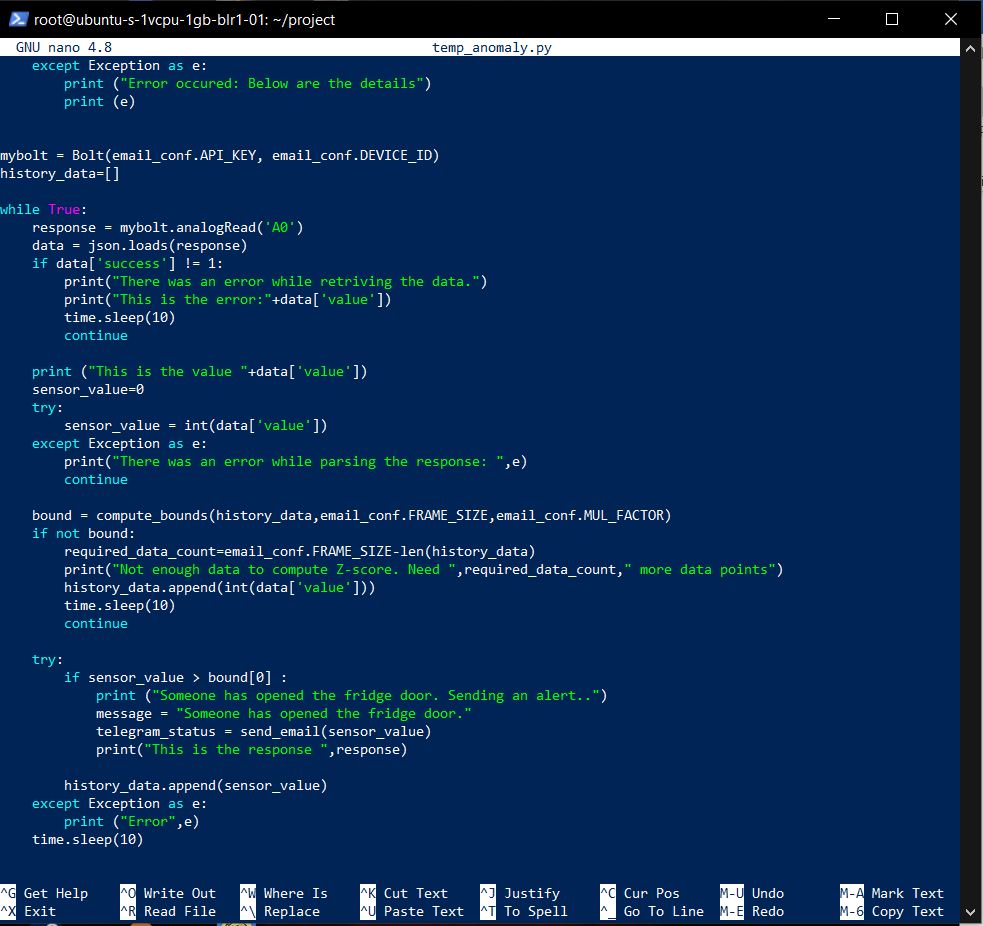 root@ubuntu-s-1vcpu-1gb-blr1-01: ~/project
GNU nano 4.8 temp_anomaly.py
    except Exception as e:
        print ("Error occured: Below are the details")
        print (e)


mybolt = Bolt(email_conf.API_KEY, email_conf.DEVICE_ID)
history_data=[]

while True:
    response = mybolt.analogRead('A0')
    data = json.loads(response)
    if data['success'] != 1:
        print("There was an error while retriving the data.")
        print("This is the error:"+data['value'])
        time.sleep(10)
        continue

    print ("This is the value "+data['value'])
    sensor_value=0
    try:
        sensor_value = int(data['value'])
    except Exception as e:
        print("There was an error while parsing the response: ",e)
        continue

    bound = compute_bounds(history_data,email_conf.FRAME_SIZE,email_conf.MUL_FACTOR)
    if not bound:
        required_data_count=email_conf.FRAME_SIZE-len(history_data)
        print("Not enough data to compute Z-score. Need ",required_data_count," more data points")
        history_data.append(int(data['value']))
        time.sleep(10)
        continue

    try:
        if sensor_value > bound[0] :
            print ("Someone has opened the fridge door. Sending an alert..")
            message = "Someone has opened the fridge door."
            telegram_status = send_email(sensor_value)
            print("This is the response ",response)

        history_data.append(sensor_value)
    except Exception as e:
        print ("Error",e)
    time.sleep(10)

^G Get Help ^O Write Out ^W Where Is ^K Cut Text ^J Justify ^C Cur Pos M-U Undo M-A Mark Text
^X Exit ^R Read File ^\ Replace ^U Paste Text ^T To Spell ^_ Go To Line M-E Redo M-6 Copy Text